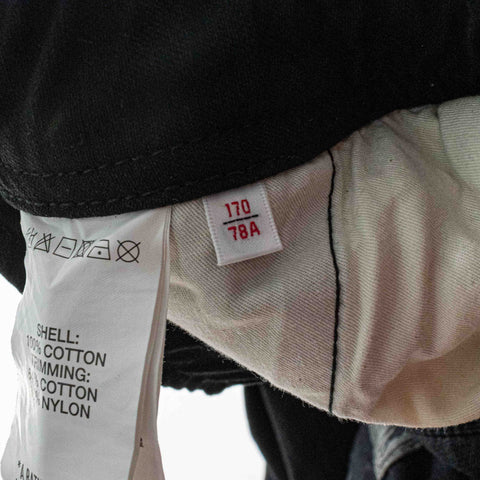 170
78A
SHELL:
100% COTTON
TRIMMING:
% COTTON
% NYLON